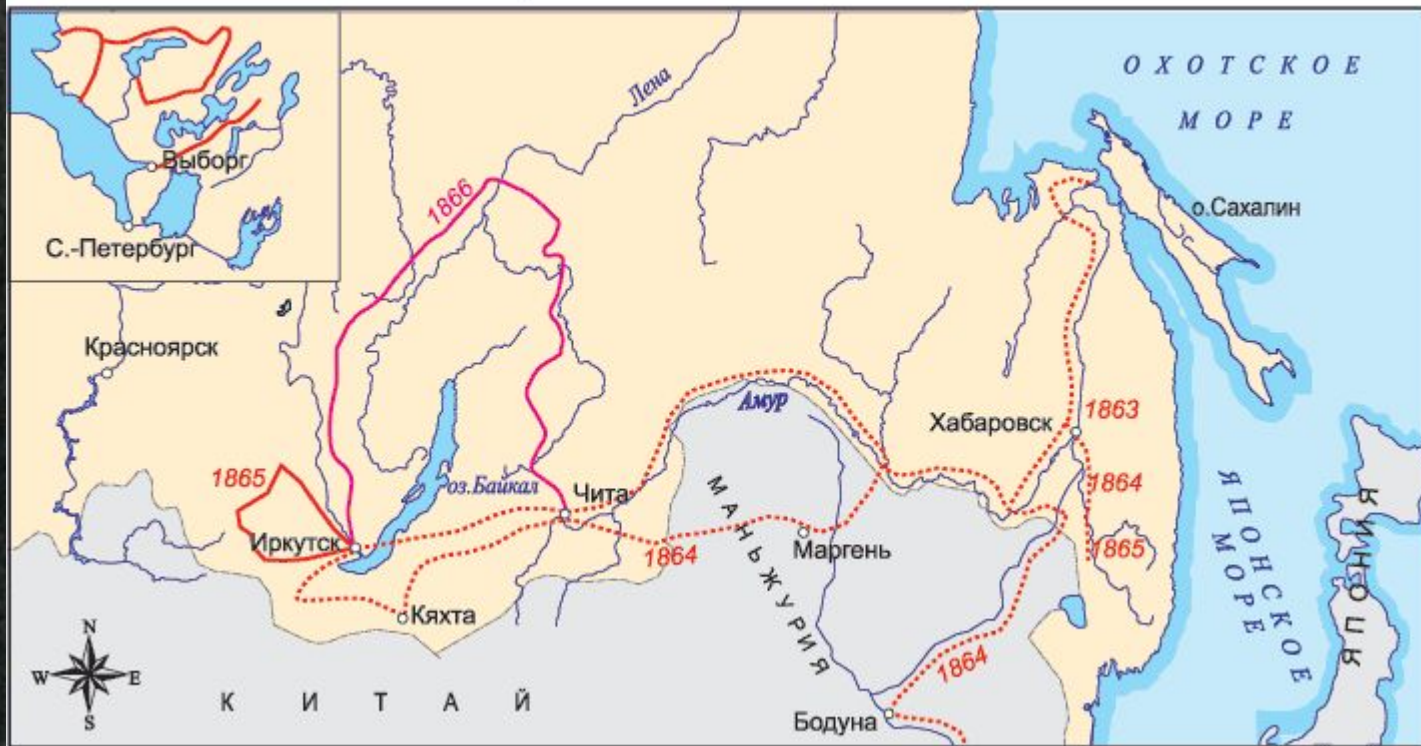 Выборг
С.-Петербург
ОХОТСКОЕ
МОРЕ
Лена
1866
о.Сахалин
Красноярск
Амур
Хабаровск
1863
1865
оз.Байкал
Чита
1864
Иркутск
1864
Маргень
1865
МАНЬЖУРИЯ
ЯПОНСКОЕ
МОРЕ
ЯПОНИЯ
Кяхта
N
W E
S
1864
КИТАЙ
Бодуна